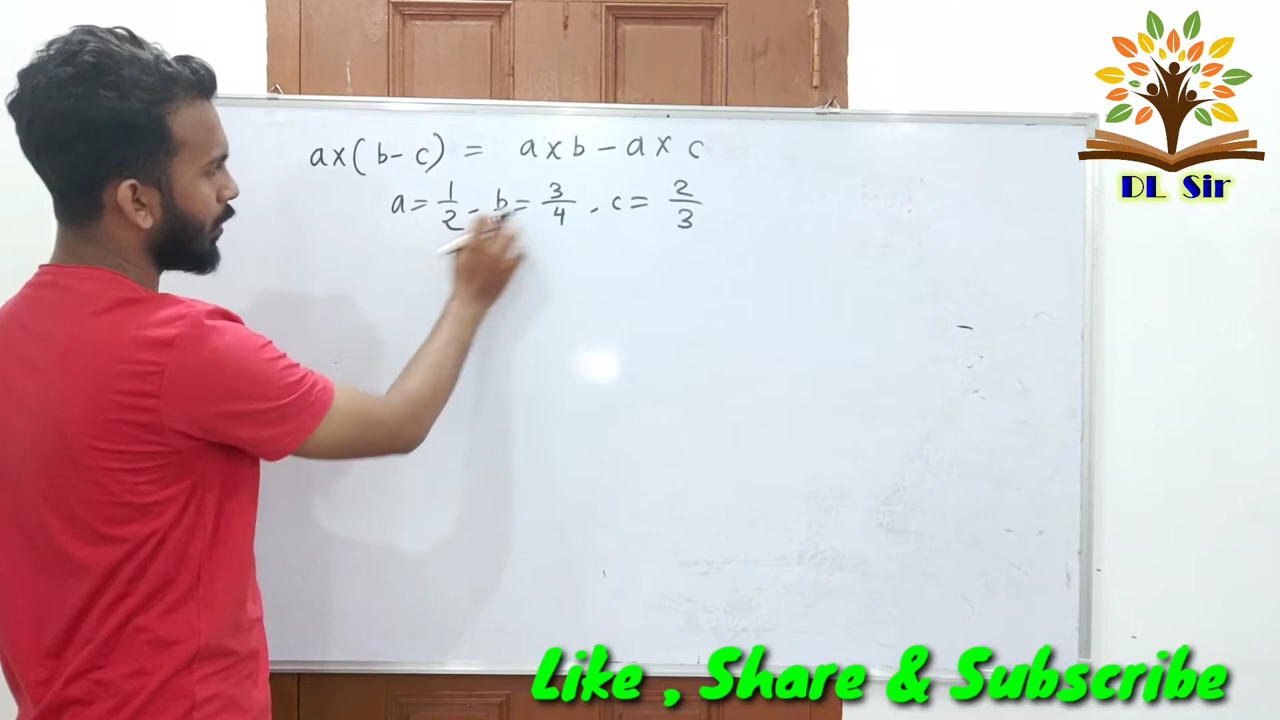 a x ( b - c ) = a x b - a x c
a = 1/2 , b = 3/4 , c = 2/3
DL Sir
Like , Share & Subscribe